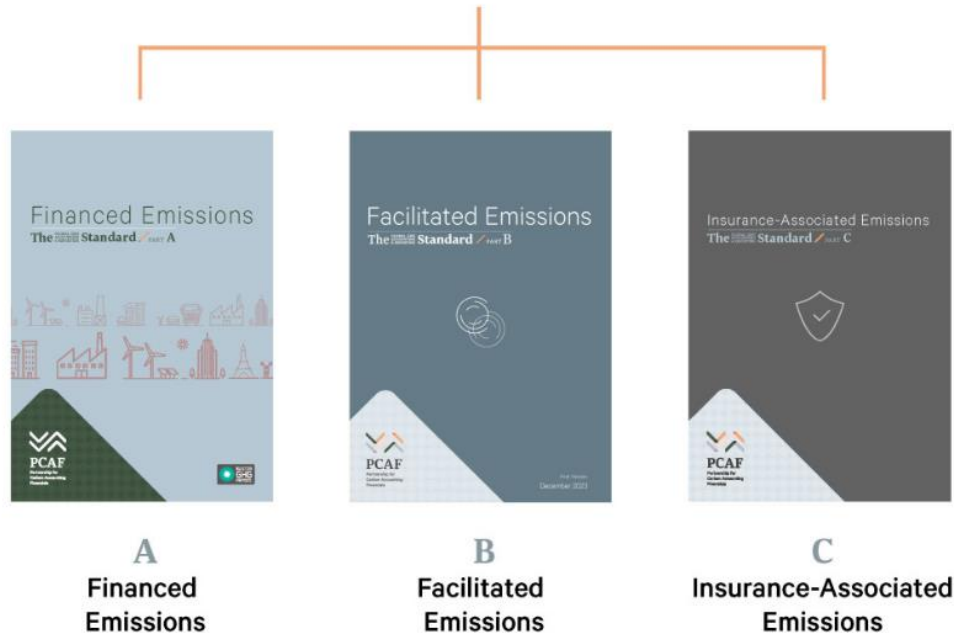 Financed Emissions
The Standard PART A
PCAF
Partnership for
Carbon Accounting
Financials
Facilitated Emissions
The Standard PART B
PCAF
Partnership for
Carbon Accounting
Financials
December 2023
Insurance-Associated Emissions
The Standard PART C
PCAF
Partnership for
Carbon Accounting
Financials
A
Financed
Emissions
B
Facilitated
Emissions
C
Insurance-Associated
Emissions